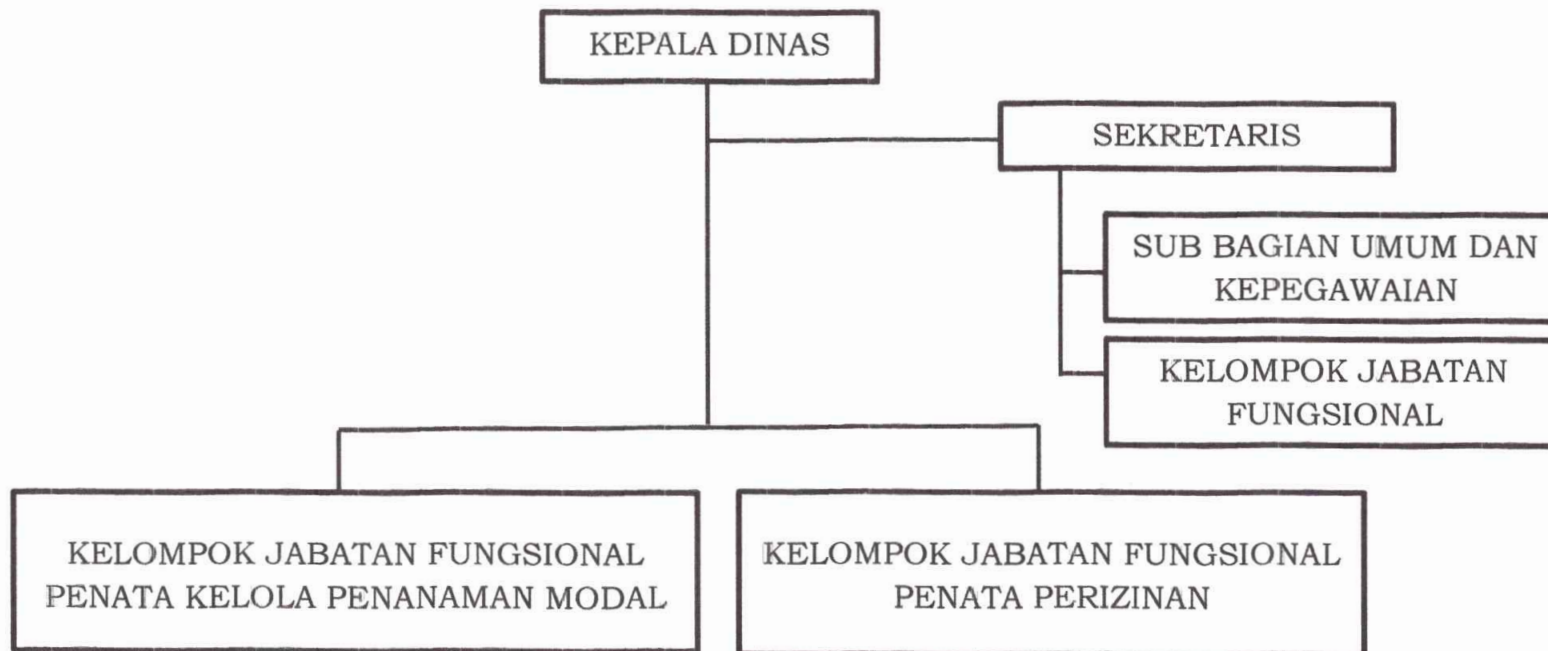 KEPALA DINAS
SEKRETARIS
SUB BAGIAN UMUM DAN
KEPEGAWAIAN
KELOMPOK JABATAN
FUNGSIONAL
KELOMPOK JABATAN FUNGSIONAL
PENATA KELOLA PENANAMAN MODAL
KELOMPOK JABATAN FUNGSIONAL
PENATA PERIZINAN